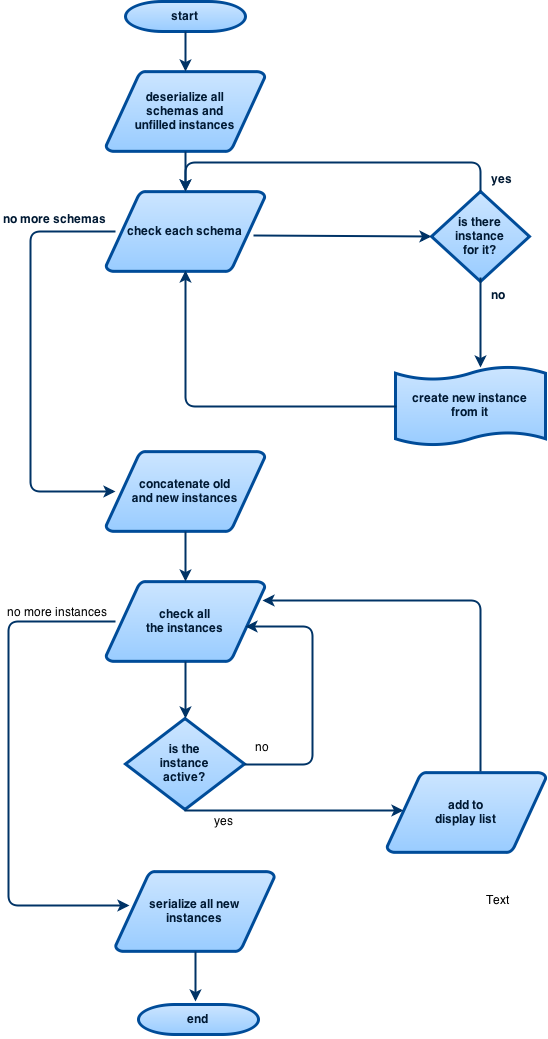 start
deserialize all
schemas and
unfilled instances
yes
no more schemas
check each schema
is there
instance
for it?
no
create new instance
from it
concatenate old
and new instances
no more instances
check all
the instances
is the
instance
active?
no
yes
add to
display list
Text
serialize all new
instances
end